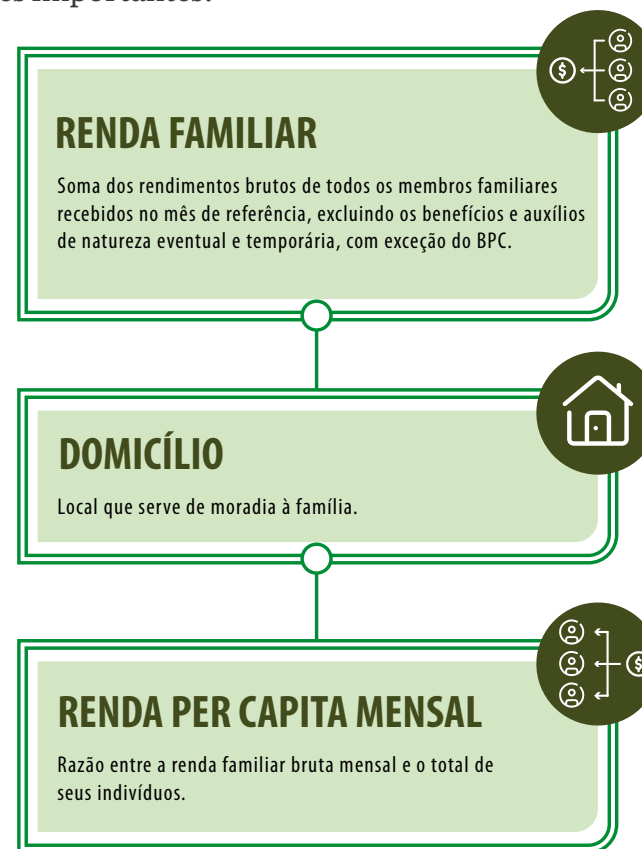 RENDA FAMILIAR
Soma dos rendimentos brutos de todos os membros familiares
recebidos no mês de referência, excluindo os benefícios e auxílios
de natureza eventual e temporária, com exceção do BPC.
DOMICÍLIO
Local que serve de moradia à família.
RENDA PER CAPITA MENSAL
Razão entre a renda familiar bruta mensal e o total de
seus indivíduos.